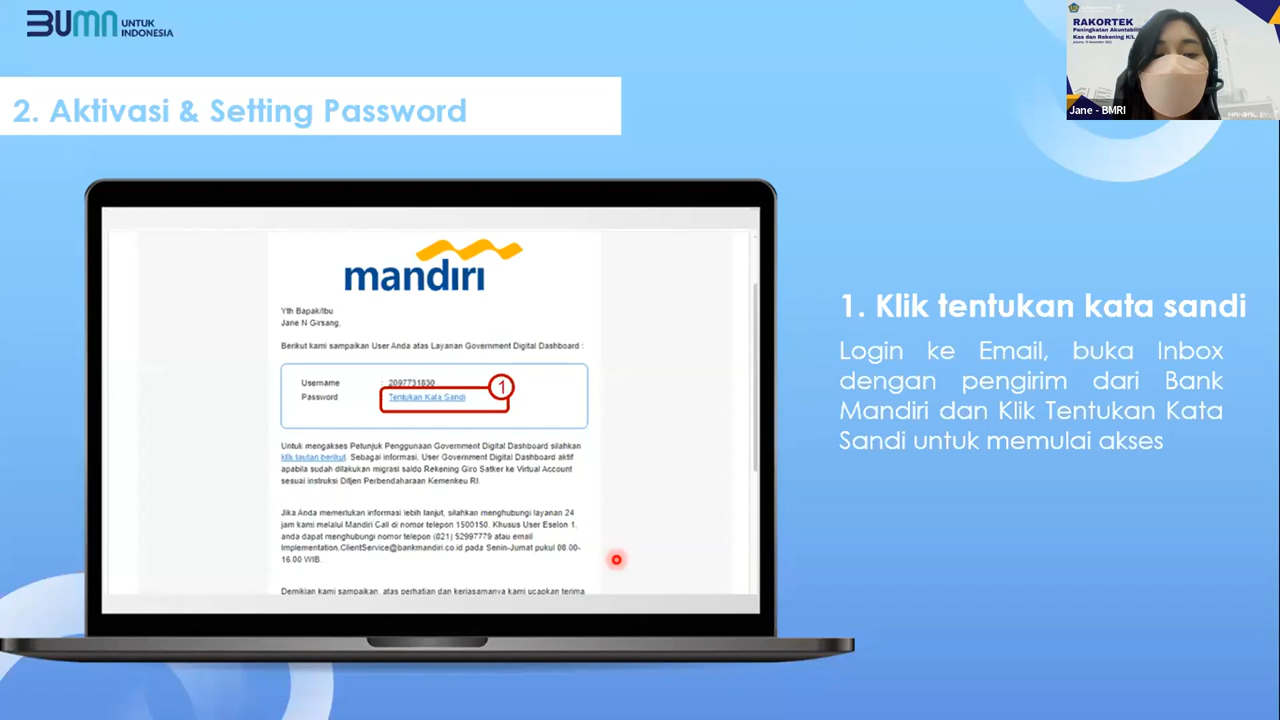 BUMN UNTUK
INDONESIA
2. Aktivasi & Setting Password
RAKORTEK
Peningkatan Akuntabilitas
Kas dan Rekening K/L
Jane - BMRI
mandiri
Yth Bapak/Ibu
Jane N Girsang,
Berikut kami sampaikan User Anda atas Layanan Government Digital Dashboard :
Username : 2097731830
Password Tentukan Kata Sandi
1
Untuk mengakses Petunjuk Penggunaan Government Digital Dashboard silahkan
klik tautan berikut. Sebagai informasi, User Government Digital Dashboard aktif
apabila sudah dilakukan migrasi saldo Rekening Giro Satker ke Virtual Account
sesuai instruksi Ditjen Perbendaharaan Kemenkeu RI.
Jika Anda memerlukan informasi lebih lanjut, silahkan menghubungi layanan 24
jam kami melalui Mandiri Call di nomor telepon 1500150. Khusus User Eselon 1,
anda dapat menghubungi nomor telepon (021) 52997779 atau email
Implementation.ClientService@bankmandiri.co.id pada Senin-Jumat pukul 08.00-
16.00 WIB.
Demikian kami sampaikan, atas perhatian dan kerjasamanya kami ucapkan terima
1. Klik tentukan kata sandi
Login ke Email, buka Inbox
dengan pengirim dari Bank
Mandiri dan Klik Tentukan Kata
Sandi untuk memulai akses